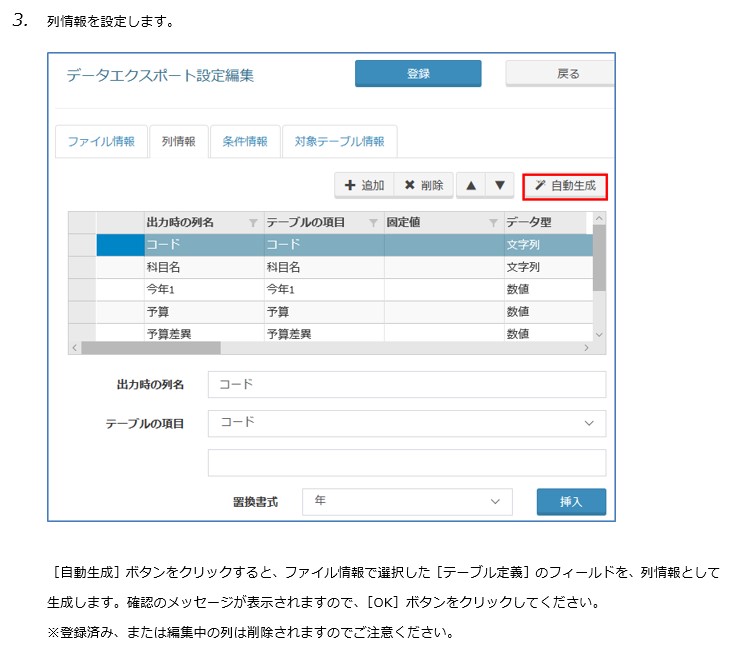 3. 列情報を設定します。
データエクスポート設定編集 登録 戻る
ファイル情報 列情報 条件情報 対象テーブル情報
＋ 追加 ✖ 削除 ▲ ▼ 自動生成
出力時の列名 テーブルの項目 固定値 データ型
コード コード 文字列
科目名 科目名 文字列
今年1 今年1 数値
予算 予算 数値
予算差異 予算差異 数値
出力時の列名 コード
テーブルの項目 コード
置換書式 年 挿入
［自動生成］ボタンをクリックすると、ファイル情報で選択した［テーブル定義］のフィールドを、列情報として
生成します。確認のメッセージが表示されますので、［OK］ボタンをクリックしてください。
※登録済み、または編集中の列は削除されますのでご注意ください。